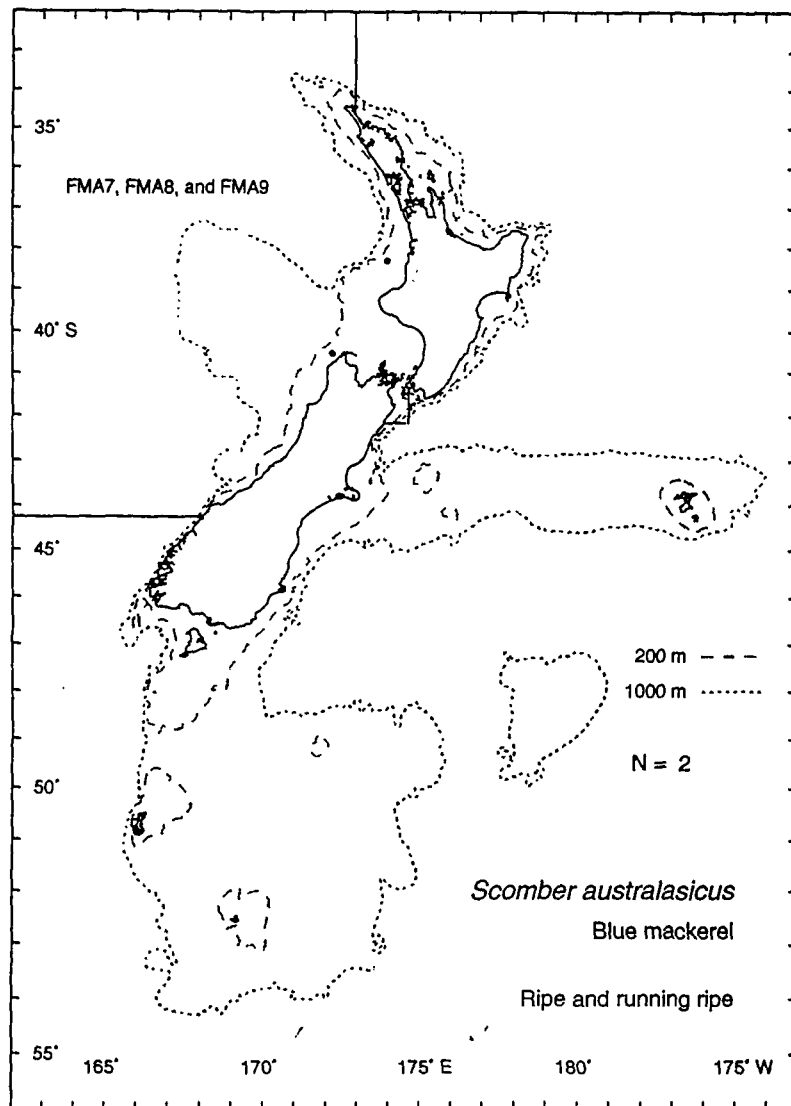 35°
FMA7, FMA8, and FMA9
40° S
45°
200 m
1000 m
N = 2
50°
Scomber australasicus
Blue mackerel
Ripe and running ripe
55°
165° 170° 175° E 180° 175° W